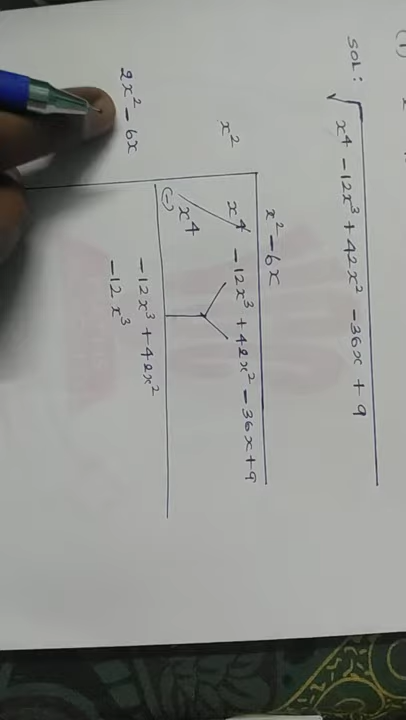 (1)
SOL: √x⁴ - 12x³ + 42x² - 36x + 9
x² - 6x
x² x⁴ - 12x³ + 42x² - 36x + 9
(-) x⁴
2x² - 6x - 12x³ + 42x²
- 12x³